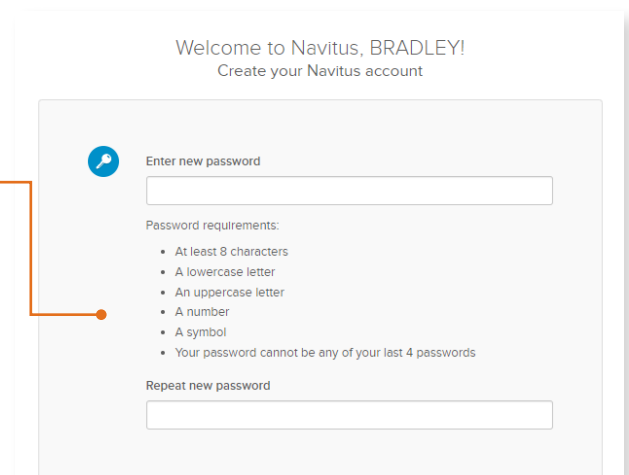 Welcome to Navitus, BRADLEY!
Create your Navitus account
Enter new password
Password requirements:
• At least 8 characters
• A lowercase letter
• An uppercase letter
• A number
• A symbol
• Your password cannot be any of your last 4 passwords
Repeat new password